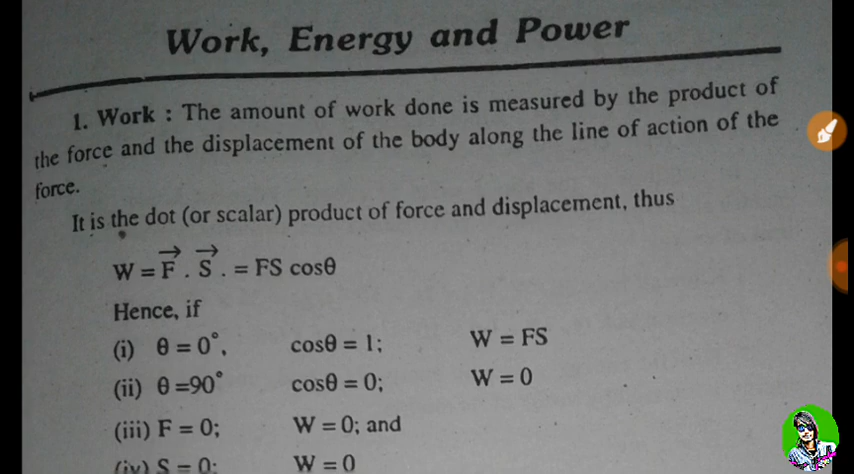 Work, Energy and Power
1. Work : The amount of work done is measured by the product of
the force and the displacement of the body along the line of action of the
force.
It is the dot (or scalar) product of force and displacement, thus
W = F⃗ . S⃗ . = FS cosθ
Hence, if
(i) θ = 0°, cosθ = 1; W = FS
(ii) θ =90° cosθ = 0; W = 0
(iii) F = 0; W = 0; and
(iv) S = 0; W = 0